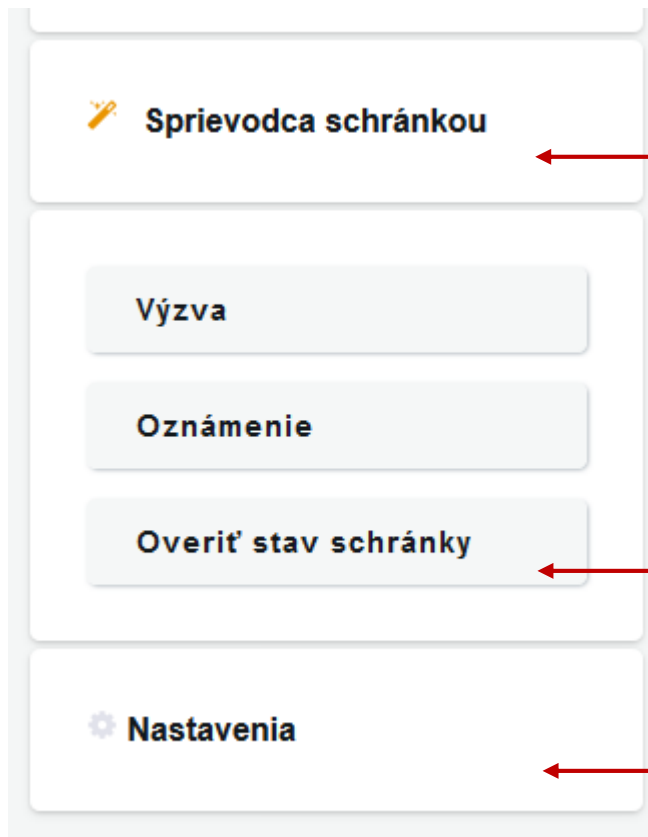 Sprievodca schránkou
Výzva
Oznámenie
Overiť stav schránky
Nastavenia